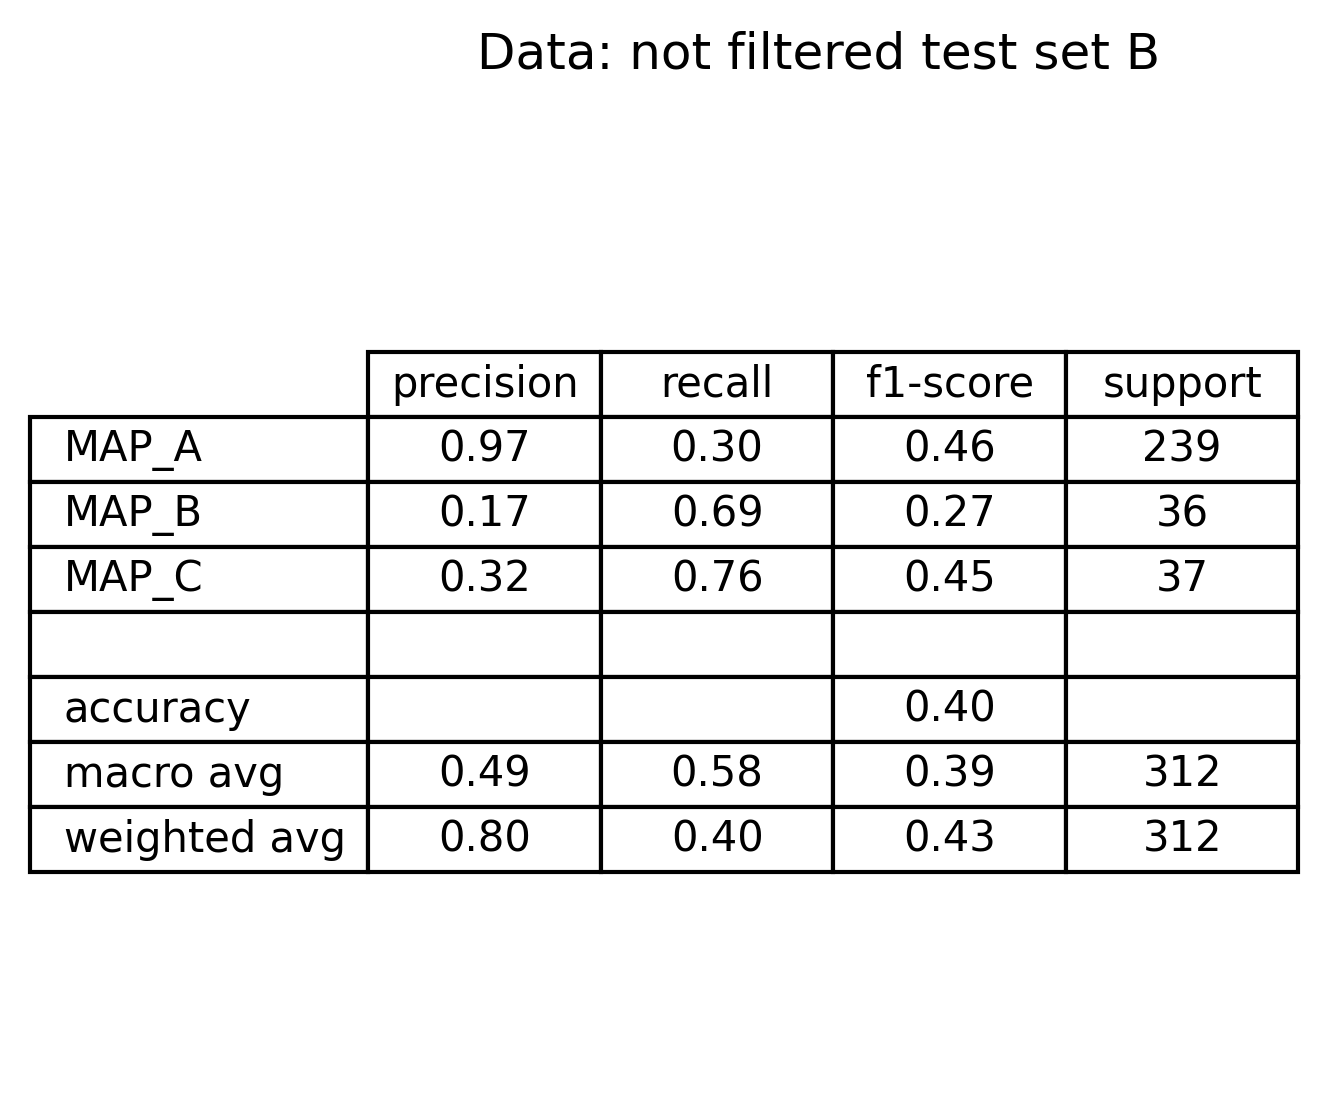 Data: not filtered test set B
precision recall f1-score support
MAP_A 0.97 0.30 0.46 239
MAP_B 0.17 0.69 0.27 36
MAP_C 0.32 0.76 0.45 37
accuracy 0.40
macro avg 0.49 0.58 0.39 312
weighted avg 0.80 0.40 0.43 312